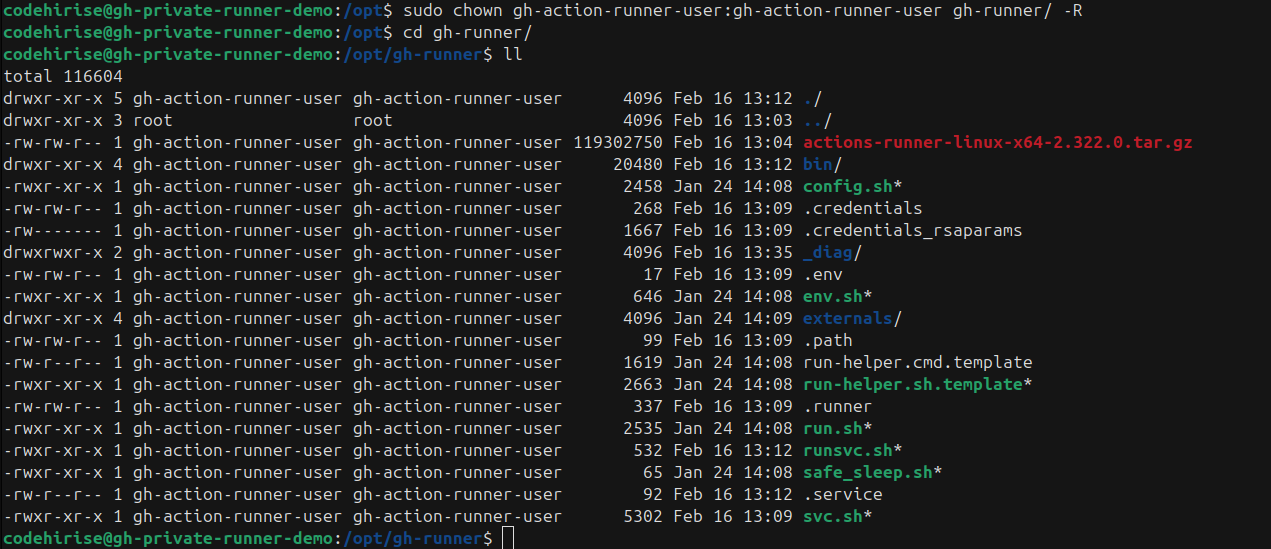 codehirise@gh-private-runner-demo:/opt$ sudo chown gh-action-runner-user:gh-action-runner-user gh-runner/ -R
codehirise@gh-private-runner-demo:/opt$ cd gh-runner/
codehirise@gh-private-runner-demo:/opt/gh-runner$ ll
total 116604
drwxr-xr-x 5 gh-action-runner-user gh-action-runner-user      4096 Feb 16 13:12 ./
drwxr-xr-x 3 root                  root                       4096 Feb 16 13:03 ../
-rw-rw-r-- 1 gh-action-runner-user gh-action-runner-user 119302750 Feb 16 13:04 actions-runner-linux-x64-2.322.0.tar.gz
drwxr-xr-x 4 gh-action-runner-user gh-action-runner-user     20480 Feb 16 13:12 bin/
-rwxr-xr-x 1 gh-action-runner-user gh-action-runner-user      2458 Jan 24 14:08 config.sh*
-rw-rw-r-- 1 gh-action-runner-user gh-action-runner-user       268 Feb 16 13:09 .credentials
-rw------- 1 gh-action-runner-user gh-action-runner-user      1667 Feb 16 13:09 .credentials_rsaparams
drwxrwxr-x 2 gh-action-runner-user gh-action-runner-user      4096 Feb 16 13:35 _diag/
-rw-rw-r-- 1 gh-action-runner-user gh-action-runner-user        17 Feb 16 13:09 .env
-rwxr-xr-x 1 gh-action-runner-user gh-action-runner-user       646 Jan 24 14:08 env.sh*
drwxr-xr-x 4 gh-action-runner-user gh-action-runner-user      4096 Jan 24 14:09 externals/
-rw-rw-r-- 1 gh-action-runner-user gh-action-runner-user        99 Feb 16 13:09 .path
-rw-r--r-- 1 gh-action-runner-user gh-action-runner-user      1619 Jan 24 14:08 run-helper.cmd.template
-rwxr-xr-x 1 gh-action-runner-user gh-action-runner-user      2663 Jan 24 14:08 run-helper.sh.template*
-rw-rw-r-- 1 gh-action-runner-user gh-action-runner-user       337 Feb 16 13:09 .runner
-rwxr-xr-x 1 gh-action-runner-user gh-action-runner-user      2535 Jan 24 14:08 run.sh*
-rwxr-xr-x 1 gh-action-runner-user gh-action-runner-user       532 Feb 16 13:12 runsvc.sh*
-rwxr-xr-x 1 gh-action-runner-user gh-action-runner-user        65 Jan 24 14:08 safe_sleep.sh*
-rw-r--r-- 1 gh-action-runner-user gh-action-runner-user        92 Feb 16 13:12 .service
-rwxr-xr-x 1 gh-action-runner-user gh-action-runner-user      5302 Feb 16 13:09 svc.sh*
codehirise@gh-private-runner-demo:/opt/gh-runner$